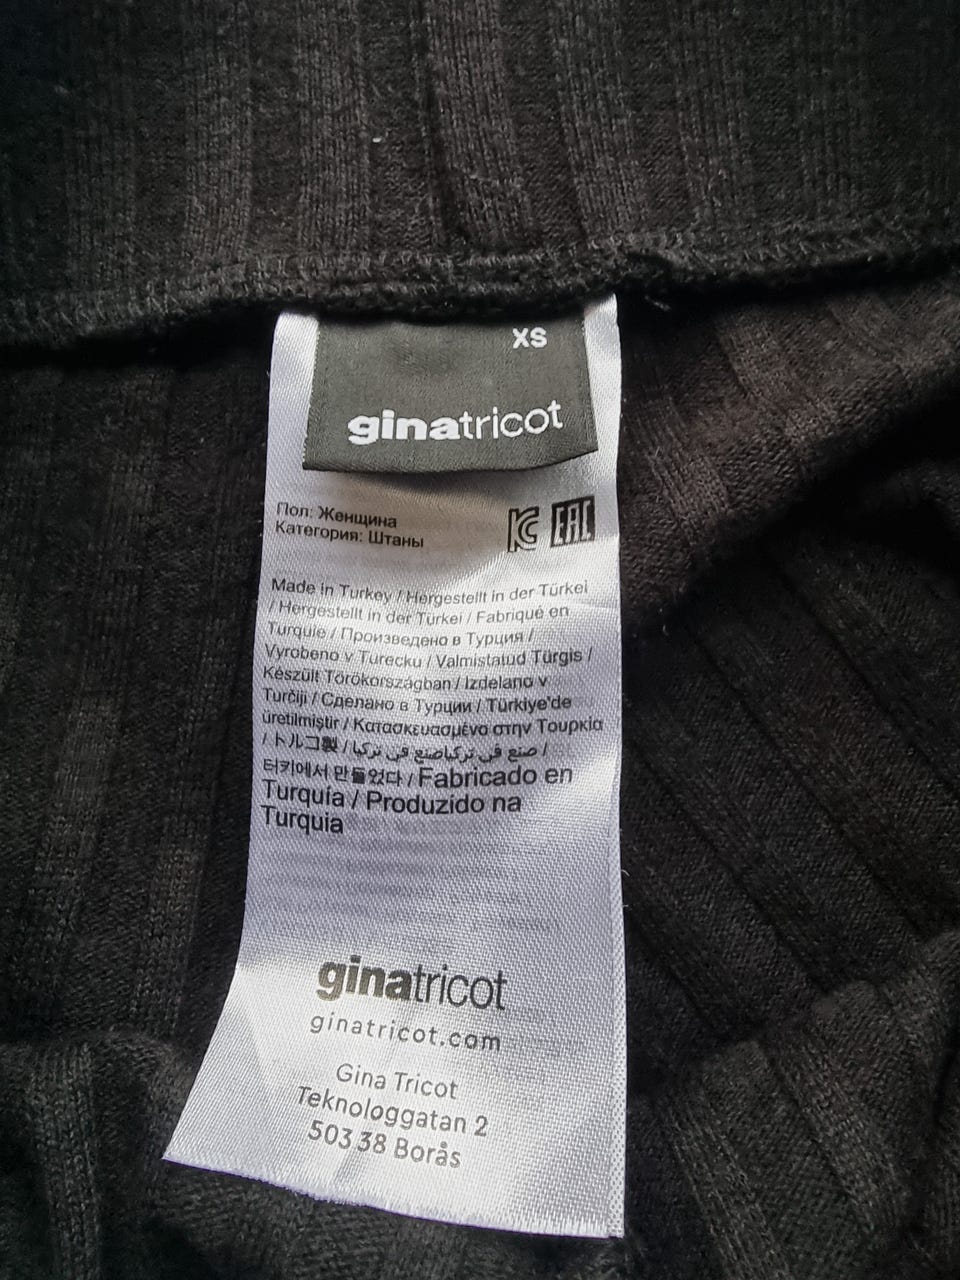 XS
ginatricot
Пол: Женщина
Категория: Штаны
EAC
Made in Turkey / Hergestellt in der Türkei
/ Hergestellt in der Türkei / Fabriqué en
Turquie / Произведено в Турция /
Vyrobeno v Turecku / Valmistatud Türgis /
Készült Törökországban / Izdelano v
Turčiji / Сделано в Турции / Türkiye'de
üretilmiştir / Κατασκευασμένο στην Τουρκία
/ トルコ製 / صنع في تركياصنع في تركيا /
터키에서 만들었다 / Fabricado en
Turquía / Produzido na
Turquia
ginatricot
ginatricot.com
Gina Tricot
Teknologgatan 2
503 38 Borås